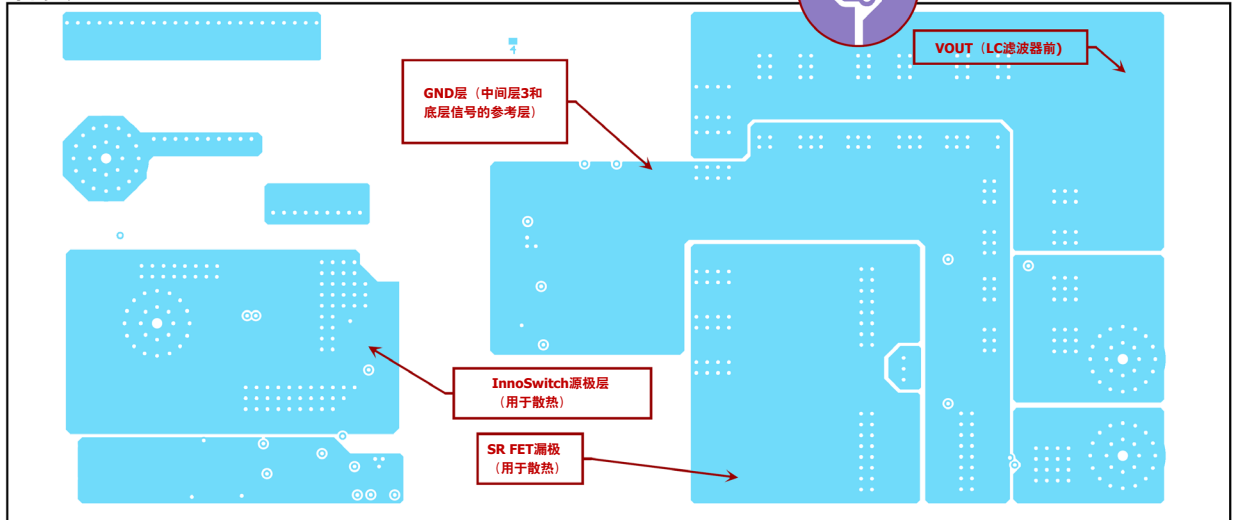 VOUT（LC滤波器前)
GND层（中间层3和
底层信号的参考层）
4
InnoSwitch源极层
（用于散热）
SR FET漏极
（用于散热）